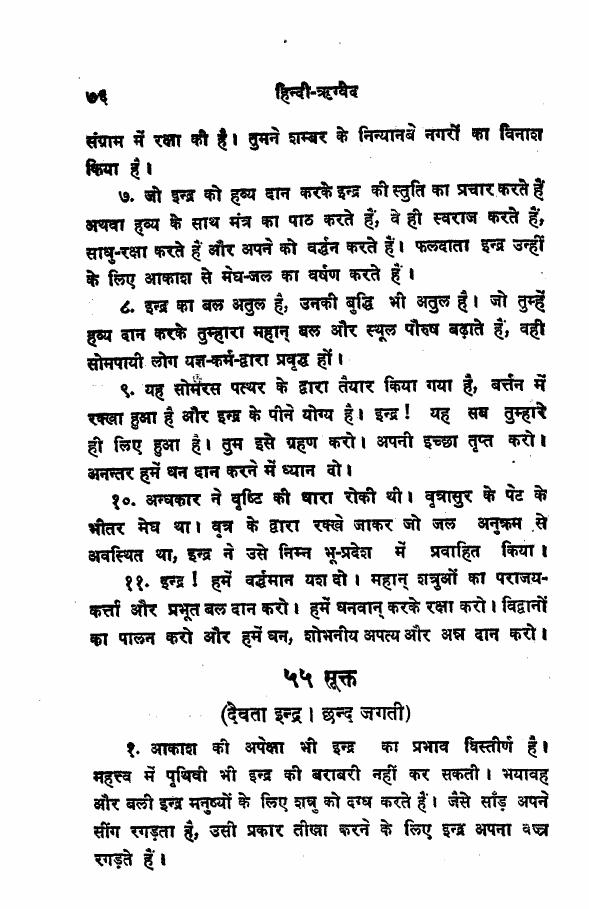 ७६ हिन्दी-ऋग्वेद
संग्राम में रक्षा की है। तुमने शम्बर के निन्यानबे नगरों का विनाश
किया है।
७. जो इन्द्र को हव्य दान करके इन्द्र की स्तुति का प्रचार करते हैं
अथवा हव्य के साथ मंत्र का पाठ करते हैं, वे ही स्वराज करते हैं,
साधु-रक्षा करते हैं और अपने को वर्द्धन करते हैं। फलदाता इन्द्र उन्हीं
के लिए आकाश से मेघ-जल का वर्षण करते हैं।
८. इन्द्र का बल अतुल है, उनकी बुद्धि भी अतुल है। जो तुम्हें
हव्य दान करके तुम्हारा महान् बल और स्थूल पौरुष बढ़ाते हैं, वही
सोमपायी लोग यज्ञ-कर्म-द्वारा प्रवृद्ध हों।
९. यह सोमरस पत्थर के द्वारा तैयार किया गया है, बर्त्तन में
रक्खा हुआ है और इन्द्र के पीने योग्य है। इन्द्र! यह सब तुम्हारे
ही लिए हुआ है। तुम इसे ग्रहण करो। अपनी इच्छा तृप्त करो।
अनन्तर हमें धन दान करने में ध्यान दो।
१०. अन्धकार ने वृष्टि की धारा रोकी थी। वृत्रासुर के पेट के
भीतर मेघ था। वृत्र के द्वारा रक्खे जाकर जो जल अनुक्रम से
अवस्थित था, इन्द्र ने उसे निम्न भू-प्रदेश में प्रवाहित किया।
११. इन्द्र! हमें वर्द्धमान यश दो। महान् शत्रुओं का पराजय-
कर्त्ता और प्रभूत बल दान करो। हमें धनवान् करके रक्षा करो। विद्वानों
का पालन करो और हमें धन, शोभनीय अपत्य और अन्न दान करो।
५५ सूक्त
(देवता इन्द्र। छन्द जगती)
१. आकाश की अपेक्षा भी इन्द्र का प्रभाव विस्तीर्ण है।
महत्त्व में पृथिवी भी इन्द्र की बराबरी नहीं कर सकती। भयावह
और बली इन्द्र मनुष्यों के लिए शत्रु को दग्ध करते हैं। जैसे साँड़ अपने
सींग रगड़ता है, उसी प्रकार तीखा करने के लिए इन्द्र अपना वज्र
रगड़ते हैं।